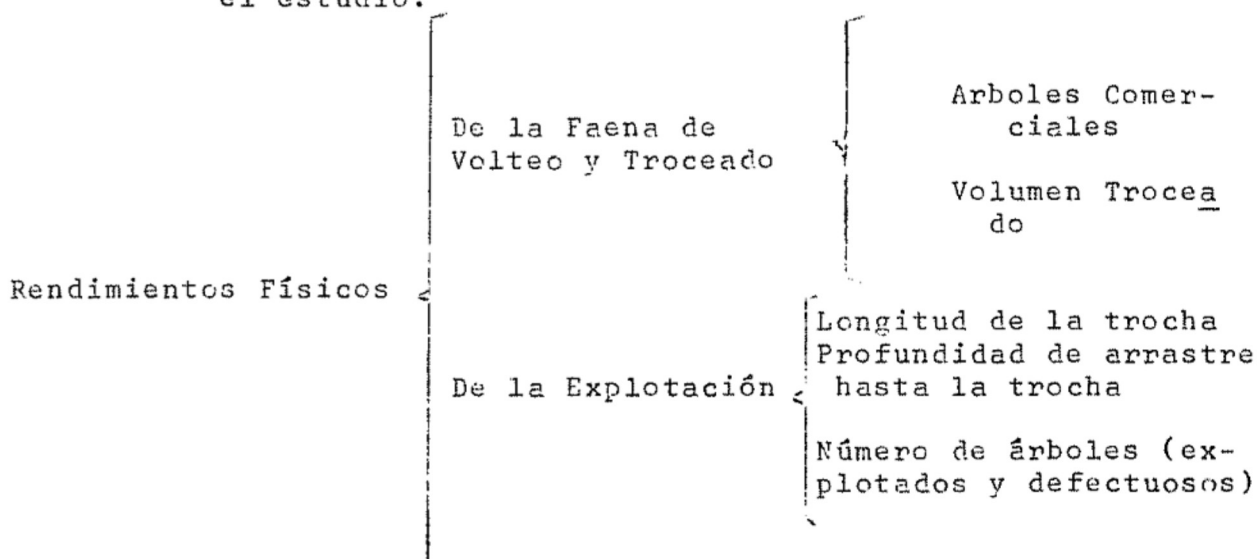 el estudio.
De la Faena de
Volteo y Troceado
Arboles Comer-
ciales
Volumen Trocea
do
Rendimientos Físicos
De la Explotación
Longitud de la trocha
Profundidad de arrastre
hasta la trocha
Número de árboles (ex-
plotados y defectuosos)